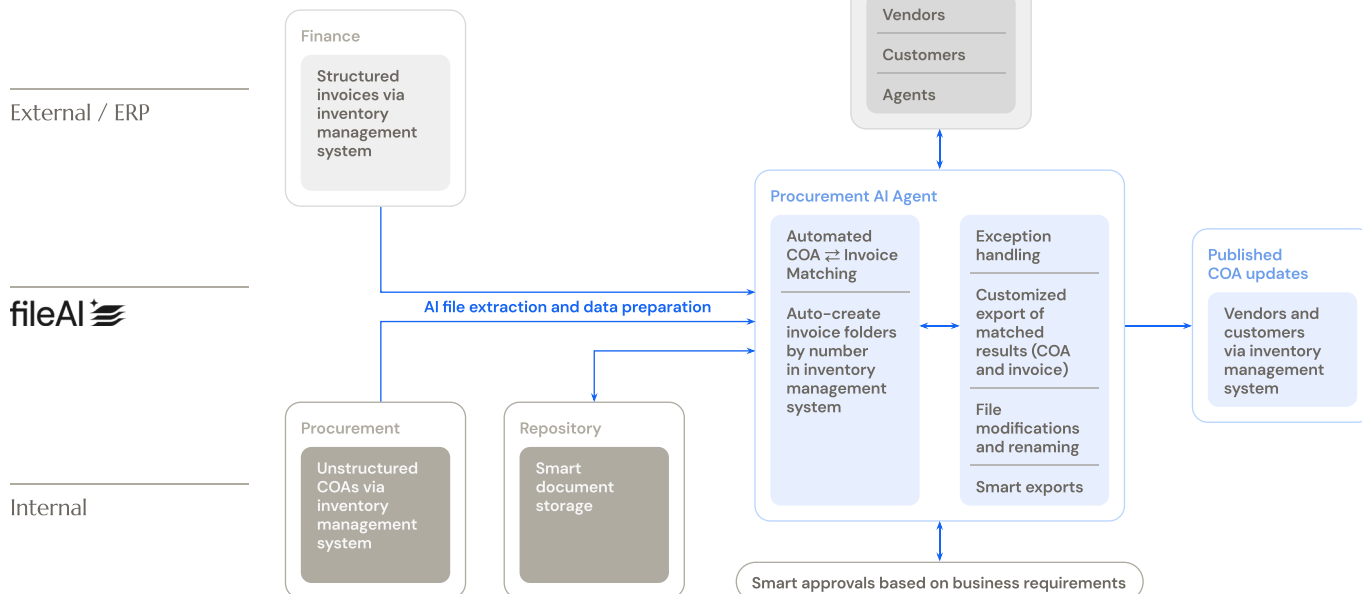 External / ERP
fileAI
Internal
Finance
Structured
invoices via
inventory
management
system
Procurement
Unstructured
COAs via
inventory
management
system
Repository
Smart
document
storage
AI file extraction and data preparation
Vendors
Customers
Agents
Procurement AI Agent
Automated
COA ⇄ Invoice
Matching
Auto-create
invoice folders
by number
in inventory
management
system
Exception
handling
Customized
export of
matched
results (COA
and invoice)
File
modifications
and renaming
Smart exports
Smart approvals based on business requirements
Published
COA updates
Vendors and
customers
via inventory
management
system